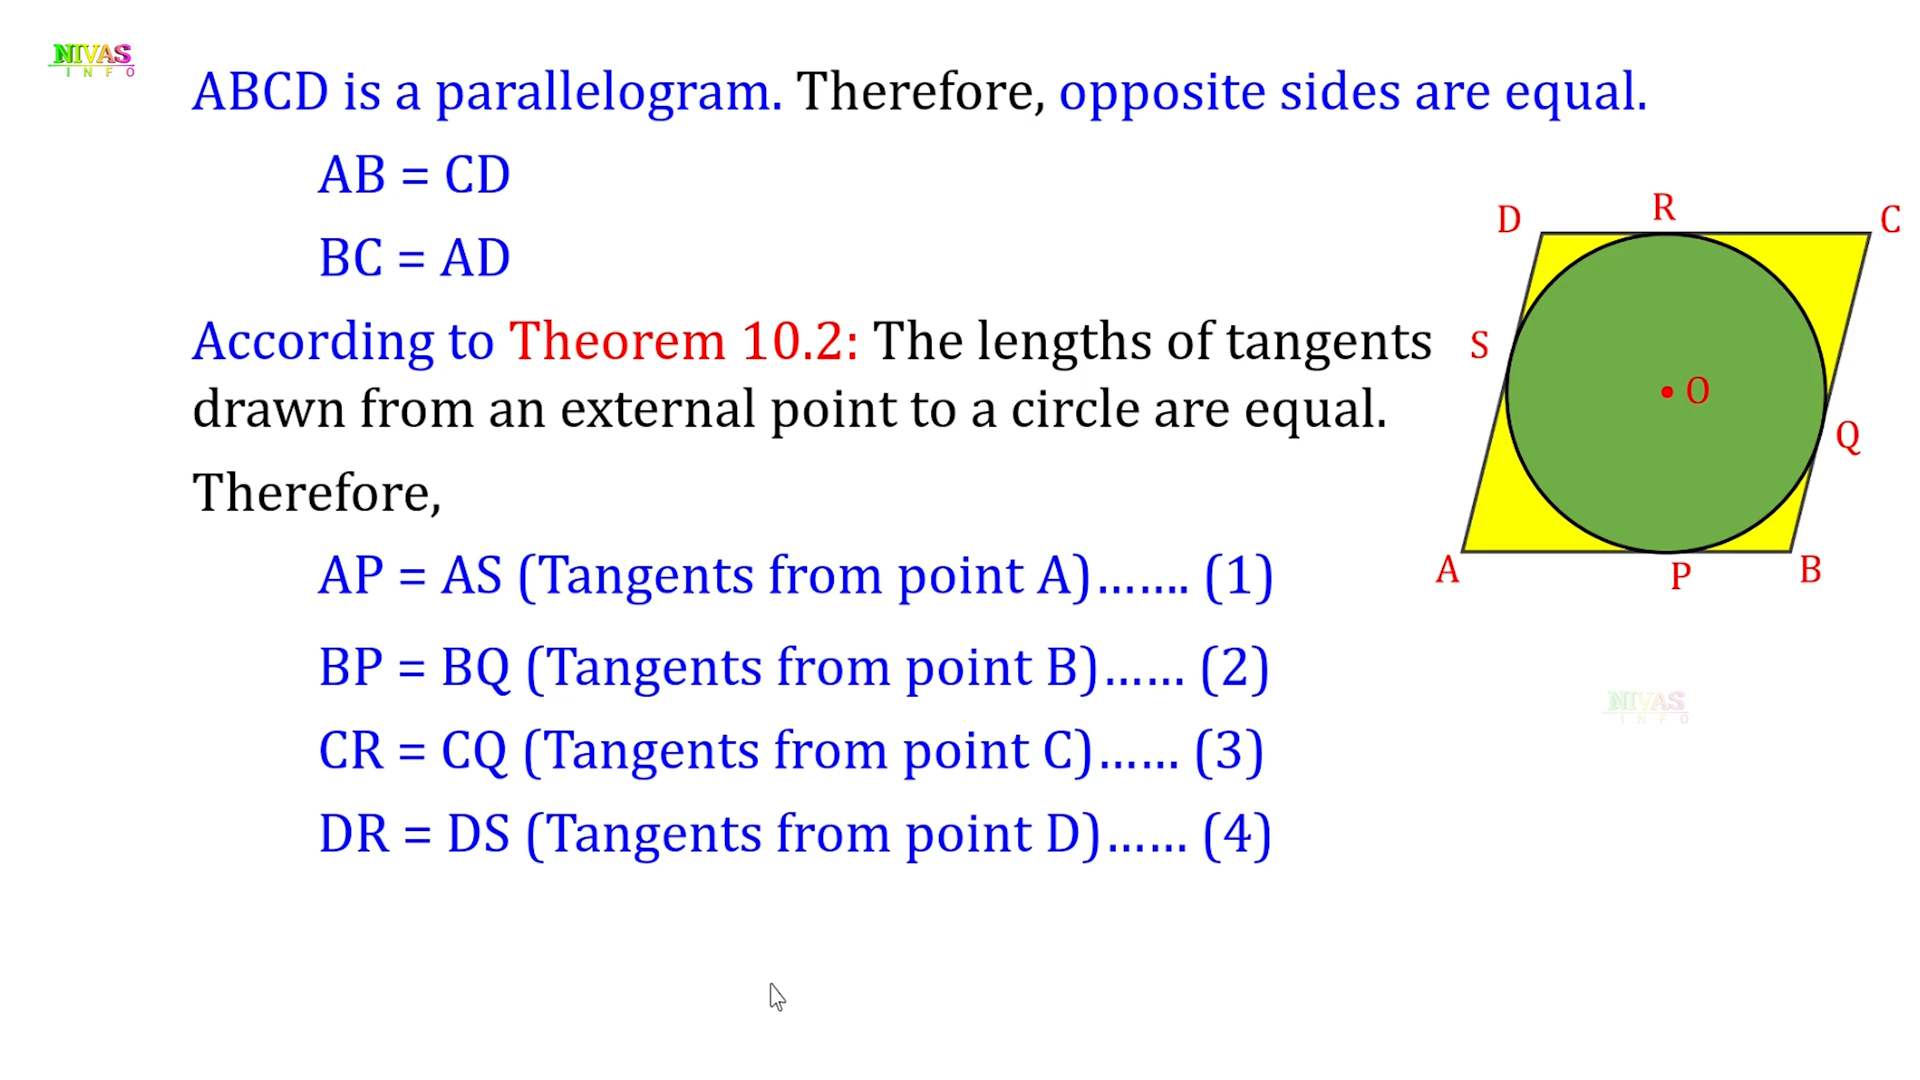 NIVAS
INFO
ABCD is a parallelogram. Therefore, opposite sides are equal.
AB = CD
BC = AD
According to Theorem 10.2: The lengths of tangents
drawn from an external point to a circle are equal.
Therefore,
AP = AS (Tangents from point A)……. (1)
BP = BQ (Tangents from point B)…… (2)
CR = CQ (Tangents from point C)…… (3)
DR = DS (Tangents from point D)…… (4)
D R C
S
O
Q
A P B
NIVAS
INFO